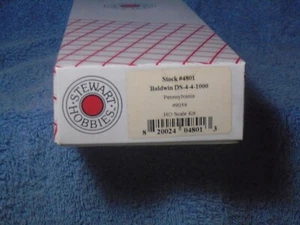 STEWART
HOBBIES
Stock #4801
Baldwin DS-4-4-1000
Pennsylvania
HO Scale Kit
8 20024 04801 3